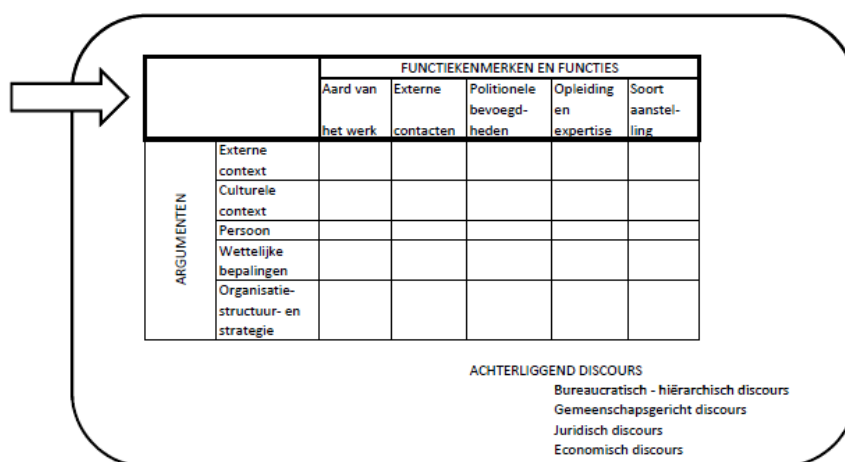 FUNCTIEKENMERKEN EN FUNCTIES
Aard van Externe Politionele Opleiding Soort
bevoegd- en aanstel-
het werk contacten heden expertise ling
ARGUMENTEN
Externe
context
Culturele
context
Persoon
Wettelijke
bepalingen
Organisatie-
structuur- en
strategie
ACHTERLIGGEND DISCOURS
Bureaucratisch - hiërarchisch discours
Gemeenschapsgericht discours
Juridisch discours
Economisch discours